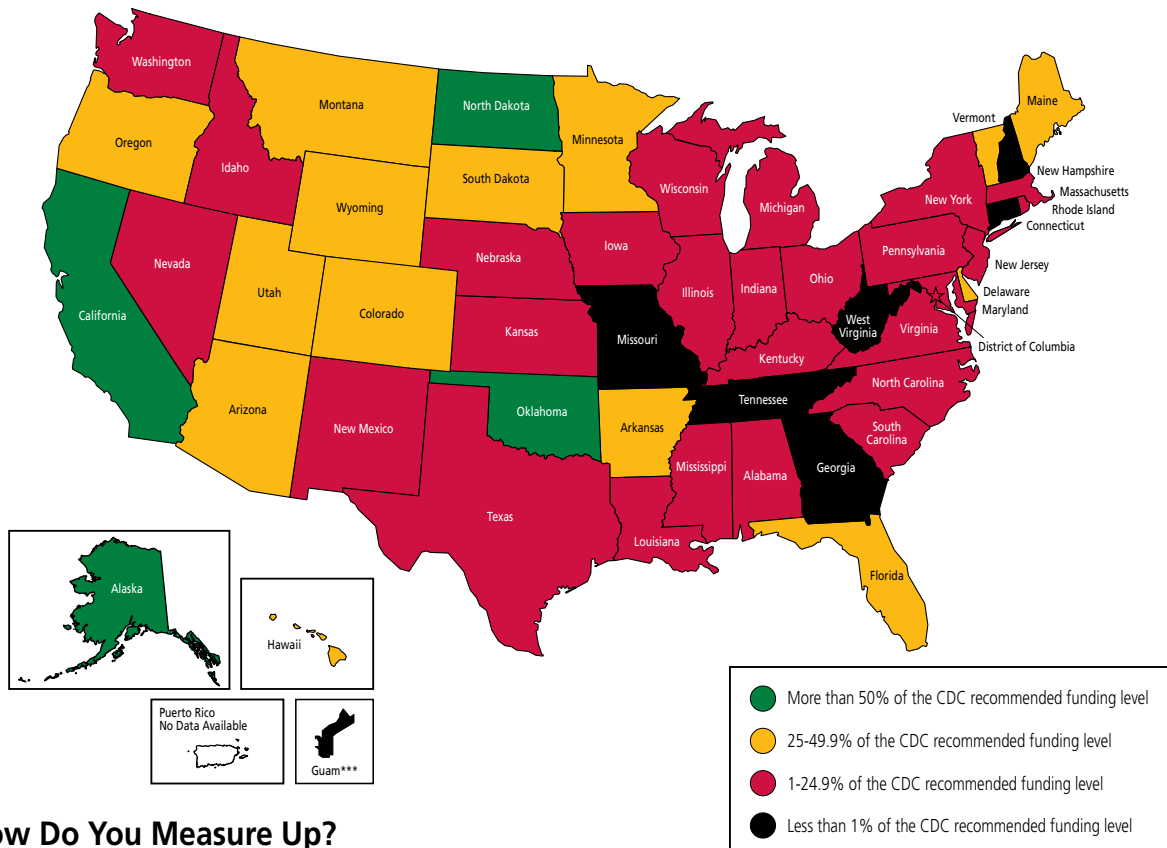 Washington
Montana
North Dakota
Minnesota
Maine
Vermont
Oregon
Idaho
South Dakota
Wisconsin
Michigan
New York
New Hampshire
Massachusetts
Rhode Island
Connecticut
Wyoming
Iowa
Pennsylvania
Nebraska
Nevada
Utah
Colorado
Illinois
Indiana
Ohio
New Jersey
Delaware
Maryland
California
Kansas
Missouri
West
Virginia
Virginia
District of Columbia
Kentucky
North Carolina
Tennessee
Arizona
New Mexico
Oklahoma
Arkansas
South
Carolina
Mississippi
Alabama
Georgia
Texas
Louisiana
Florida
Alaska
Hawaii
Puerto Rico
No Data Available
Guam***
More than 50% of the CDC recommended funding level
25-49.9% of the CDC recommended funding level
1-24.9% of the CDC recommended funding level
Less than 1% of the CDC recommended funding level
ow Do You Measure Up?